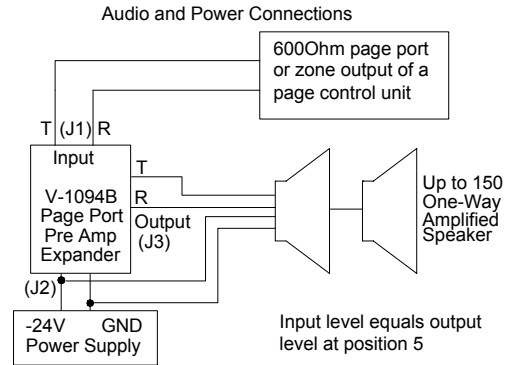 Audio and Power Connections
600Ohm page port
or zone output of a
page control unit
T (J1) R
Input
V-1094B
Page Port
Pre Amp
Expander
T
R
Output
(J3)
Up to 150
One-Way
Amplified
Speaker
(J2)
-24V GND
Power Supply
Input level equals output
level at position 5